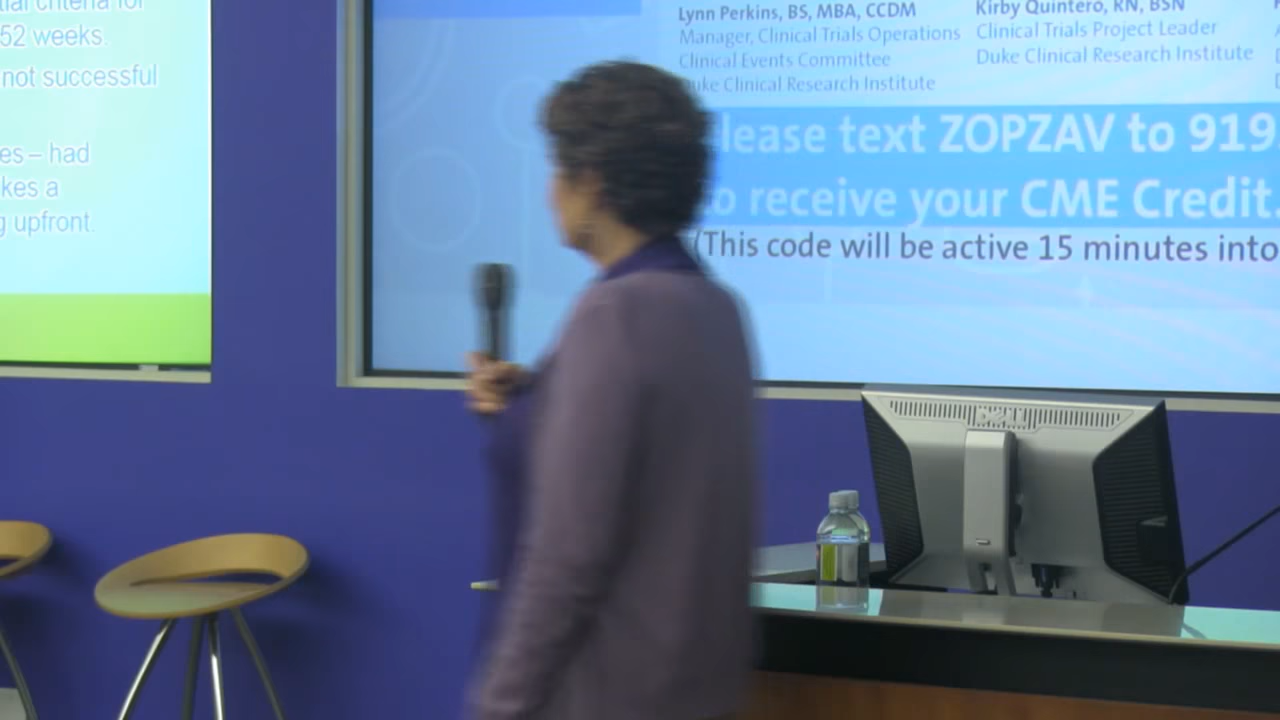 tial criteria for
52 weeks.
not successful
es – had
kes a
g upfront.
Lynn Perkins, BS, MBA, CCDM
Manager, Clinical Trials Operations
Clinical Events Committee
uke Clinical Research Institute
Kirby Quintero, RN, BSN
Clinical Trials Project Leader
Duke Clinical Research Institute
lease text ZOPZAV to 919
o receive your CME Credit.
(This code will be active 15 minutes into